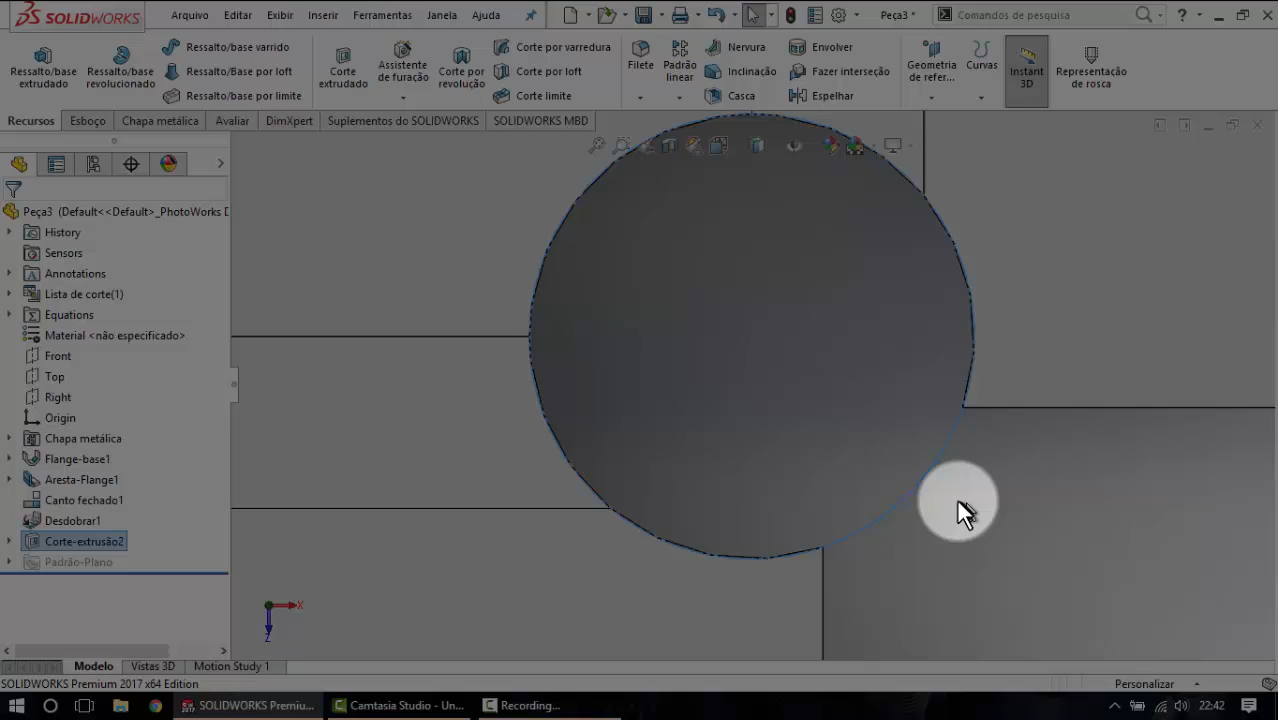 SOLIDWORKS
Arquivo Editar Exibir Inserir Ferramentas Janela Ajuda
Peça3 *
Comandos de pesquisa
?
Ressalto/base extrudado
Ressalto/base revolucionado
Ressalto/base varrido
Ressalto/base por loft
Ressalto/base por limite
Corte extrudado
Assistente de furação
Corte por revolução
Corte por varredura
Corte por loft
Corte limite
Filete
Padrão linear
Nervura
Inclinação
Casca
Envolver
Fazer interseção
Espelhar
Geometria de refer...
Curvas
Instant 3D
Representação de rosca
Recursos Esboço Chapa metálica Avaliar DimXpert Suplementos do SOLIDWORKS SOLIDWORKS MBD
Peça3 (Default<<Default>_PhotoWorks D
History
Sensors
Annotations
Lista de corte(1)
Equations
Material <não especificado>
Front
Top
Right
Origin
Chapa metálica
Flange-base1
Aresta-Flange1
Canto fechado1
Desdobrar1
Corte-extrusão2
Padrão-Plano
X
Z
Modelo Vistas 3D Motion Study 1
SOLIDWORKS Premium 2017 x64 Edition
Personalizar
SOLIDWORKS Premiu...
Camtasia Studio - Un...
Recording...
22:42